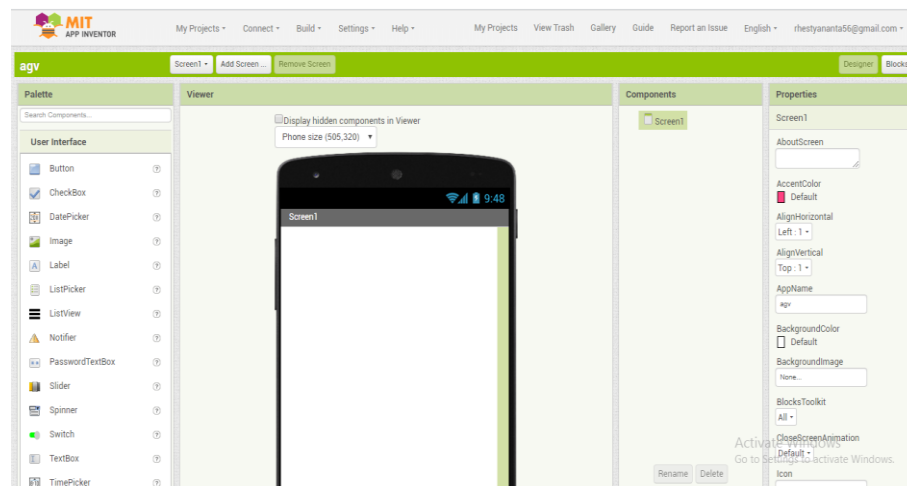 MIT
APP INVENTOR
My Projects Connect Build Settings Help My Projects View Trash Gallery Guide Report an Issue English rhestyananta56@gmail.com
agv
Screen1 Add Screen ... Remove Screen Designer Blocks
Palette
Search Components...
User Interface
Button
CheckBox
DatePicker
Image
Label
ListPicker
ListView
Notifier
PasswordTextBox
Slider
Spinner
Switch
TextBox
TimePicker
Viewer
Display hidden components in Viewer
Phone size (505,320)
9:48
Screen1
Components
Screen1
Rename Delete
Properties
Screen1
AboutScreen
AccentColor
Default
AlignHorizontal
Left : 1
AlignVertical
Top : 1
AppName
agv
BackgroundColor
Default
BackgroundImage
None...
BlocksToolkit
All
CloseScreenAnimation
Default
Icon
Activate Windows
Go to Settings to activate Windows.